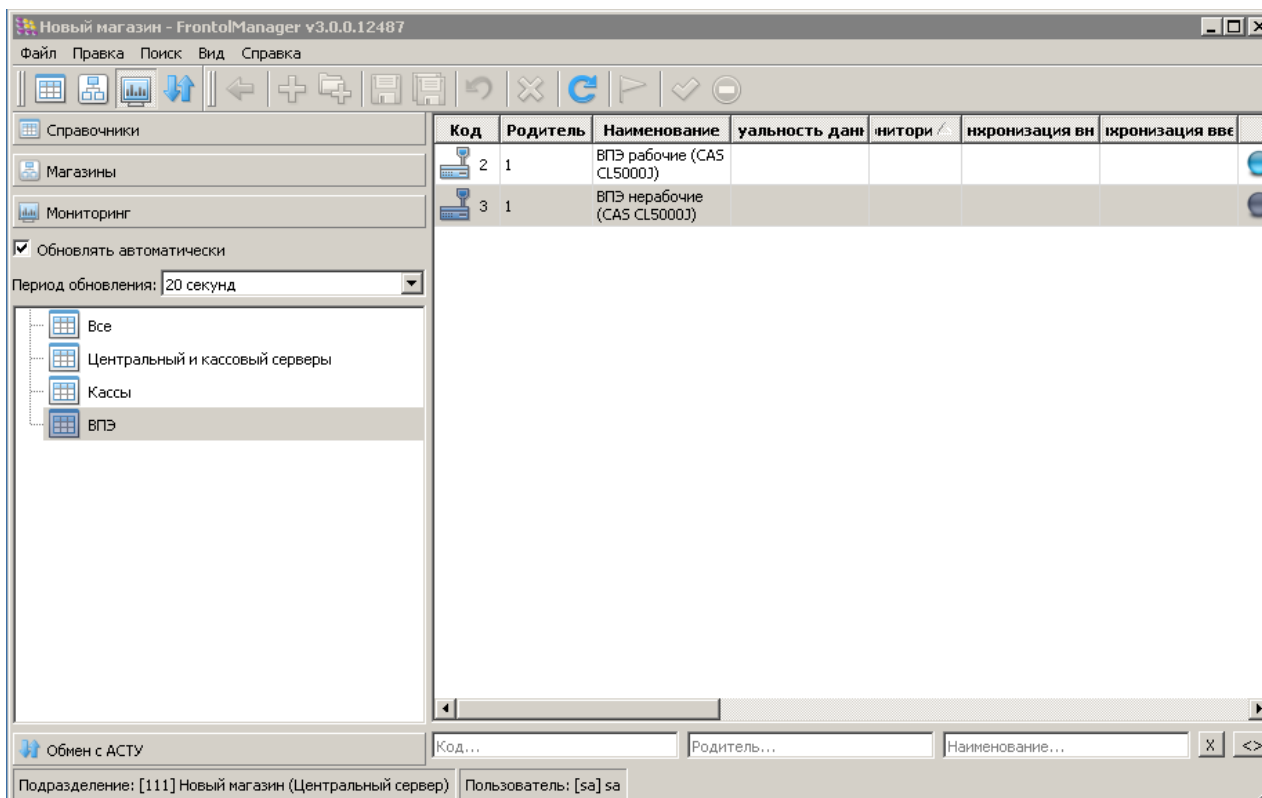 Новый магазин - FrontolManager v3.0.0.12487
Файл Правка Поиск Вид Справка
Справочники
Магазины
Мониторинг
Обновлять автоматически
Период обновления: 20 секунд
Все
Центральный и кассовый серверы
Кассы
ВПЭ
Обмен с АСТУ
Код Родитель Наименование уальность данн нитори нхронизация вн хронизация вве
2 1 ВПЭ рабочие (CAS
CL5000J)
3 1 ВПЭ нерабочие
(CAS CL5000J)
Код... Родитель... Наименование... X <>
Подразделение: [111] Новый магазин (Центральный сервер) Пользователь: [sa] sa